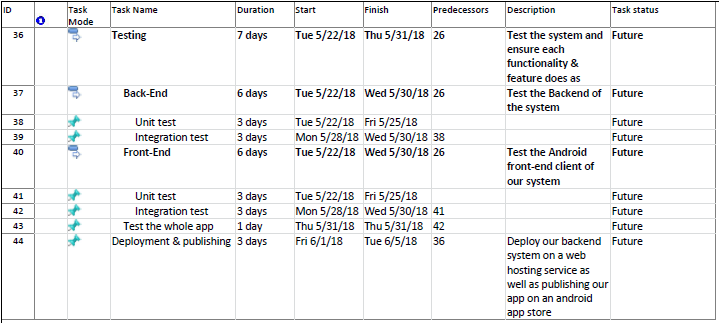 ID Task Mode Task Name Duration Start Finish Predecessors Description Task status
36 Testing 7 days Tue 5/22/18 Thu 5/31/18 26 Test the system and Future
ensure each
functionality &
feature does as
37 Back-End 6 days Tue 5/22/18 Wed 5/30/18 26 Test the Backend of Future
the system
38 Unit test 3 days Tue 5/22/18 Fri 5/25/18 Future
39 Integration test 3 days Mon 5/28/18 Wed 5/30/18 38 Future
40 Front-End 6 days Tue 5/22/18 Wed 5/30/18 26 Test the Android Future
front-end client of
our system
41 Unit test 3 days Tue 5/22/18 Fri 5/25/18 Future
42 Integration test 3 days Mon 5/28/18 Wed 5/30/18 41 Future
43 Test the whole app 1 day Thu 5/31/18 Thu 5/31/18 42 Future
44 Deployment & publishing 3 days Fri 6/1/18 Tue 6/5/18 36 Deploy our backend Future
system on a web
hosting service as
well as publishing our
app on an android
app store